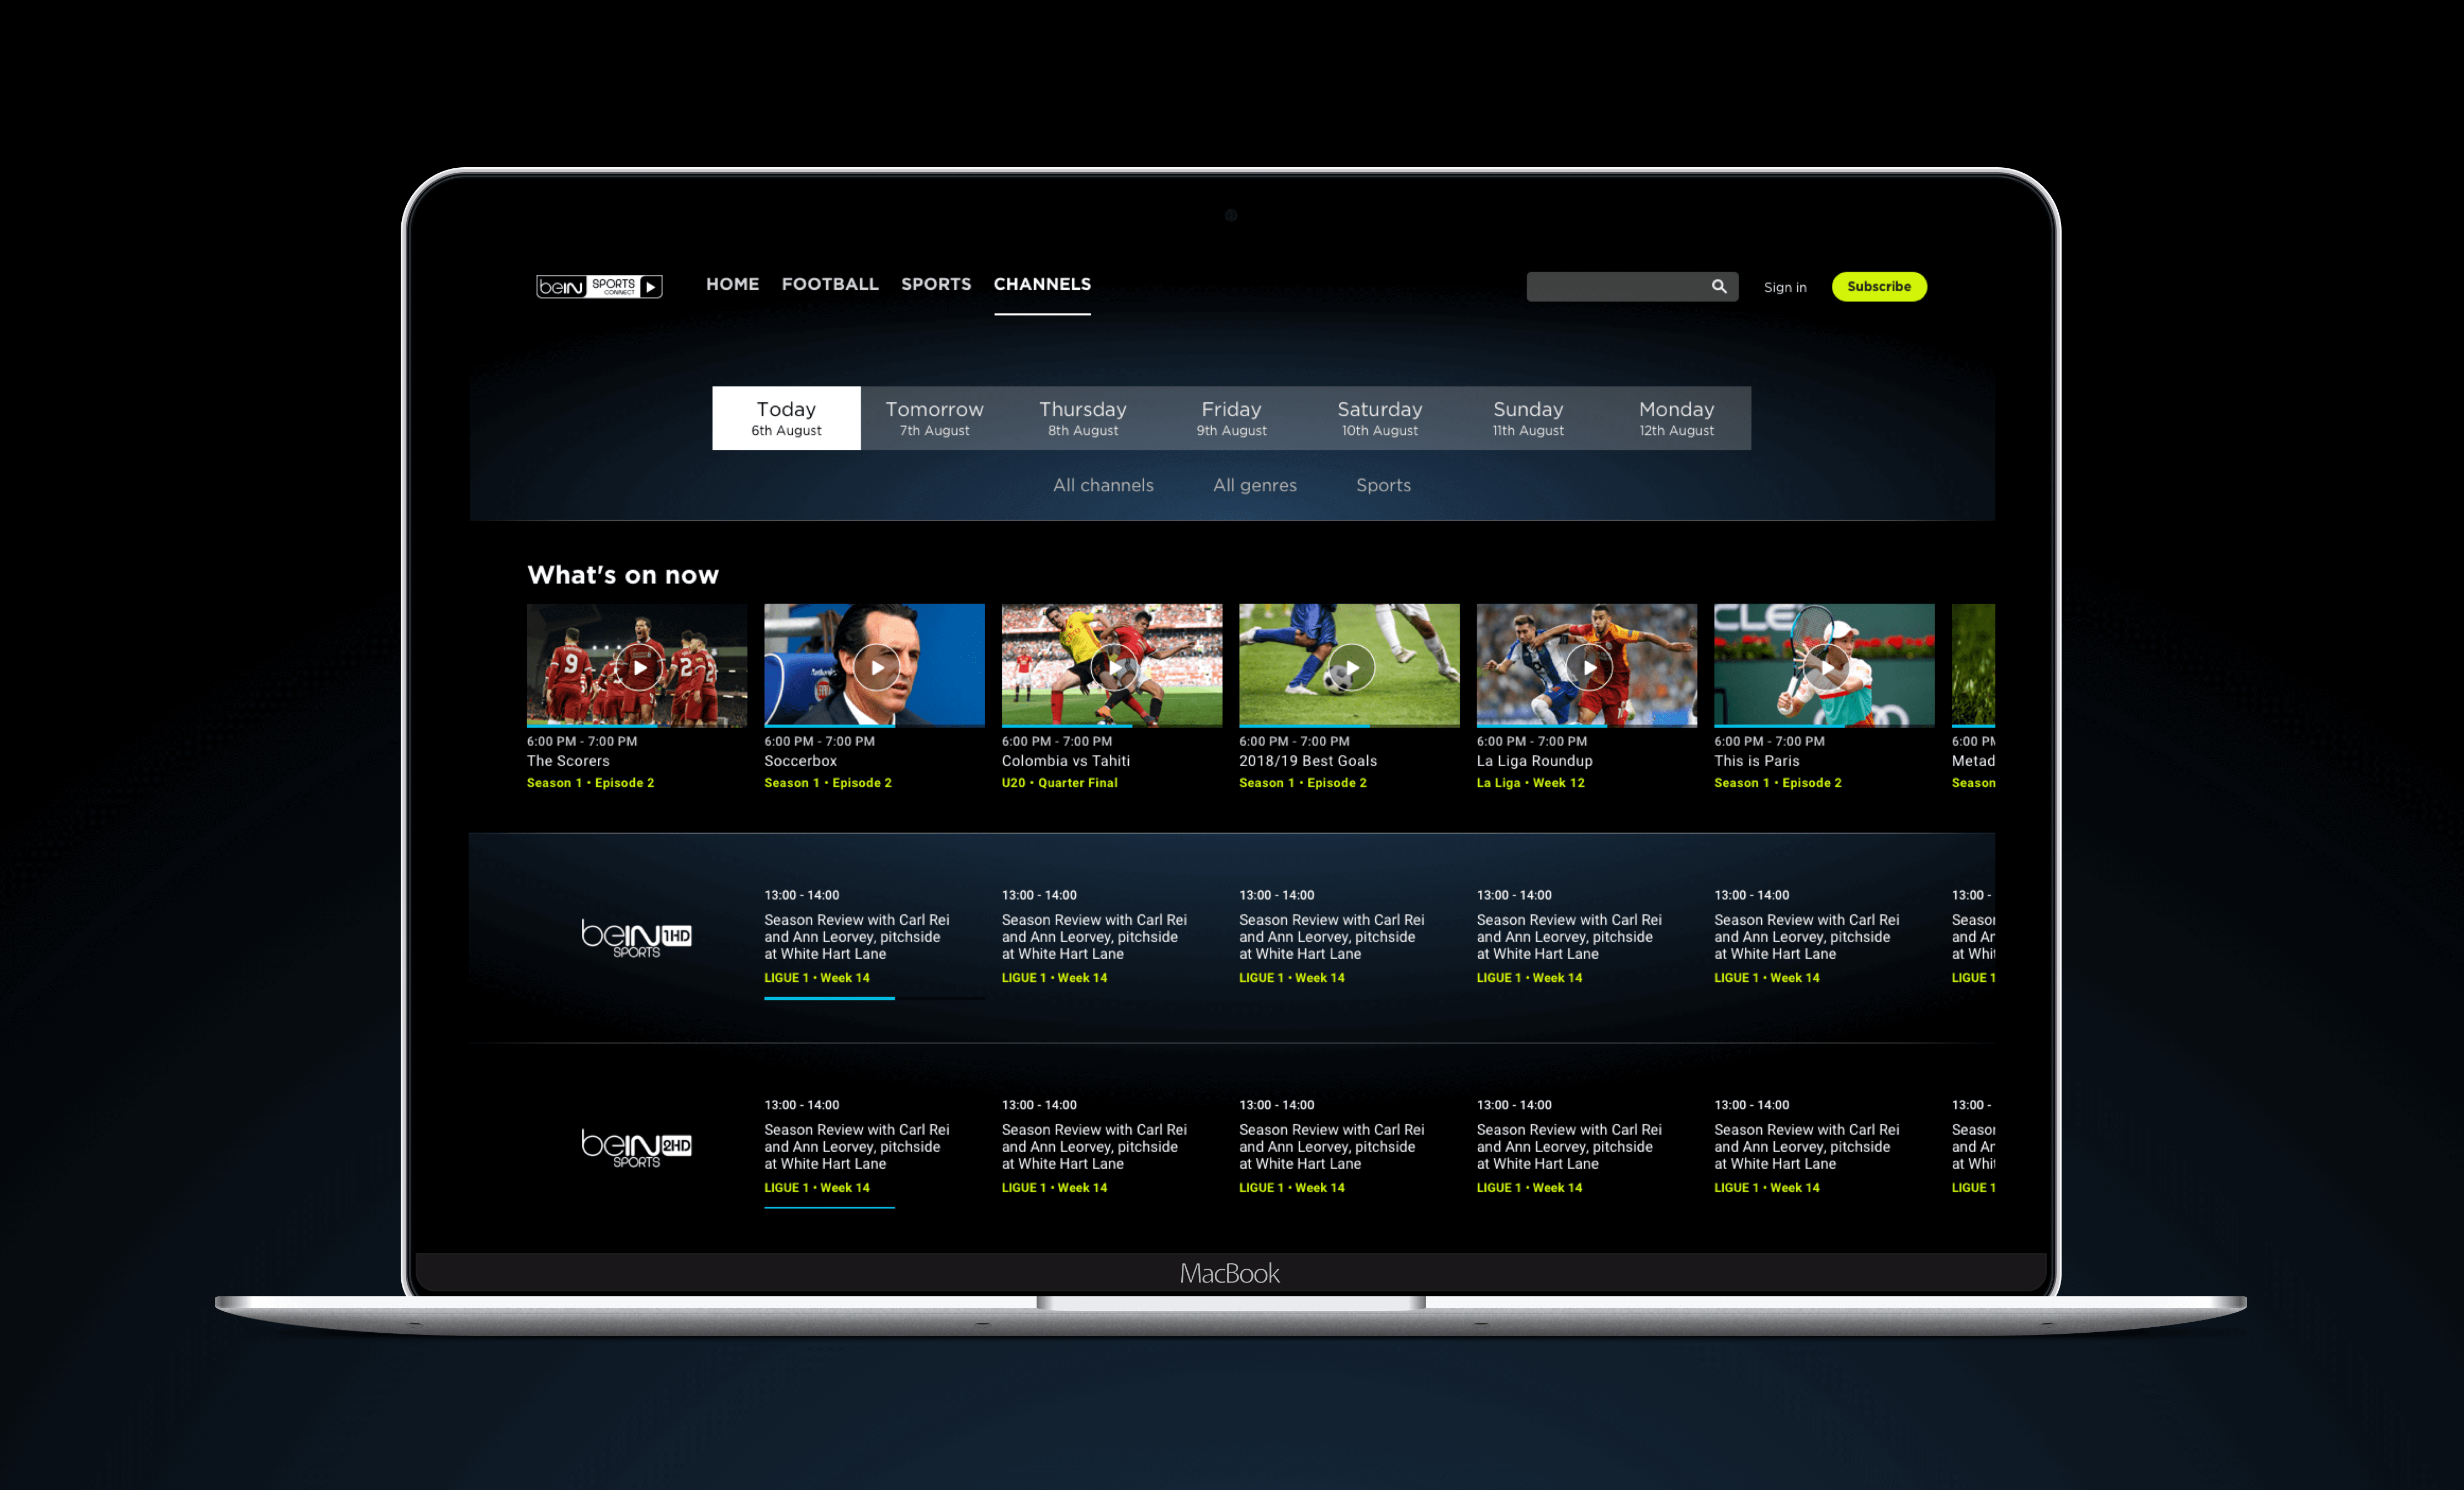 beIN SPORTS CONNECT
HOME FOOTBALL SPORTS CHANNELS
Sign in Subscribe
Today Tomorrow Thursday Friday Saturday Sunday Monday
6th August 7th August 8th August 9th August 10th August 11th August 12th August
All channels All genres Sports
What's on now
9 2
CLE
6:00 PM - 7:00 PM 6:00 PM - 7:00 PM 6:00 PM - 7:00 PM 6:00 PM - 7:00 PM 6:00 PM - 7:00 PM 6:00 PM - 7:00 PM 6:00 PM
The Scorers Soccerbox Colombia vs Tahiti 2018/19 Best Goals La Liga Roundup This is Paris Metad
Season 1 • Episode 2 Season 1 • Episode 2 U20 • Quarter Final Season 1 • Episode 2 La Liga • Week 12 Season 1 • Episode 2 Season
beIN SPORTS 1HD
13:00 - 14:00 13:00 - 14:00 13:00 - 14:00 13:00 - 14:00 13:00 - 14:00 13:00 -
Season Review with Carl Rei Season Review with Carl Rei Season Review with Carl Rei Season Review with Carl Rei Season Review with Carl Rei Season
and Ann Leorvey, pitchside and Ann Leorvey, pitchside and Ann Leorvey, pitchside and Ann Leorvey, pitchside and Ann Leorvey, pitchside and An
at White Hart Lane at White Hart Lane at White Hart Lane at White Hart Lane at White Hart Lane at Whit
LIGUE 1 • Week 14 LIGUE 1 • Week 14 LIGUE 1 • Week 14 LIGUE 1 • Week 14 LIGUE 1 • Week 14 LIGUE 1
beIN SPORTS 2HD
13:00 - 14:00 13:00 - 14:00 13:00 - 14:00 13:00 - 14:00 13:00 - 14:00 13:00 -
Season Review with Carl Rei Season Review with Carl Rei Season Review with Carl Rei Season Review with Carl Rei Season Review with Carl Rei Season
and Ann Leorvey, pitchside and Ann Leorvey, pitchside and Ann Leorvey, pitchside and Ann Leorvey, pitchside and Ann Leorvey, pitchside and An
at White Hart Lane at White Hart Lane at White Hart Lane at White Hart Lane at White Hart Lane at Whit
LIGUE 1 • Week 14 LIGUE 1 • Week 14 LIGUE 1 • Week 14 LIGUE 1 • Week 14 LIGUE 1 • Week 14 LIGUE 1
MacBook